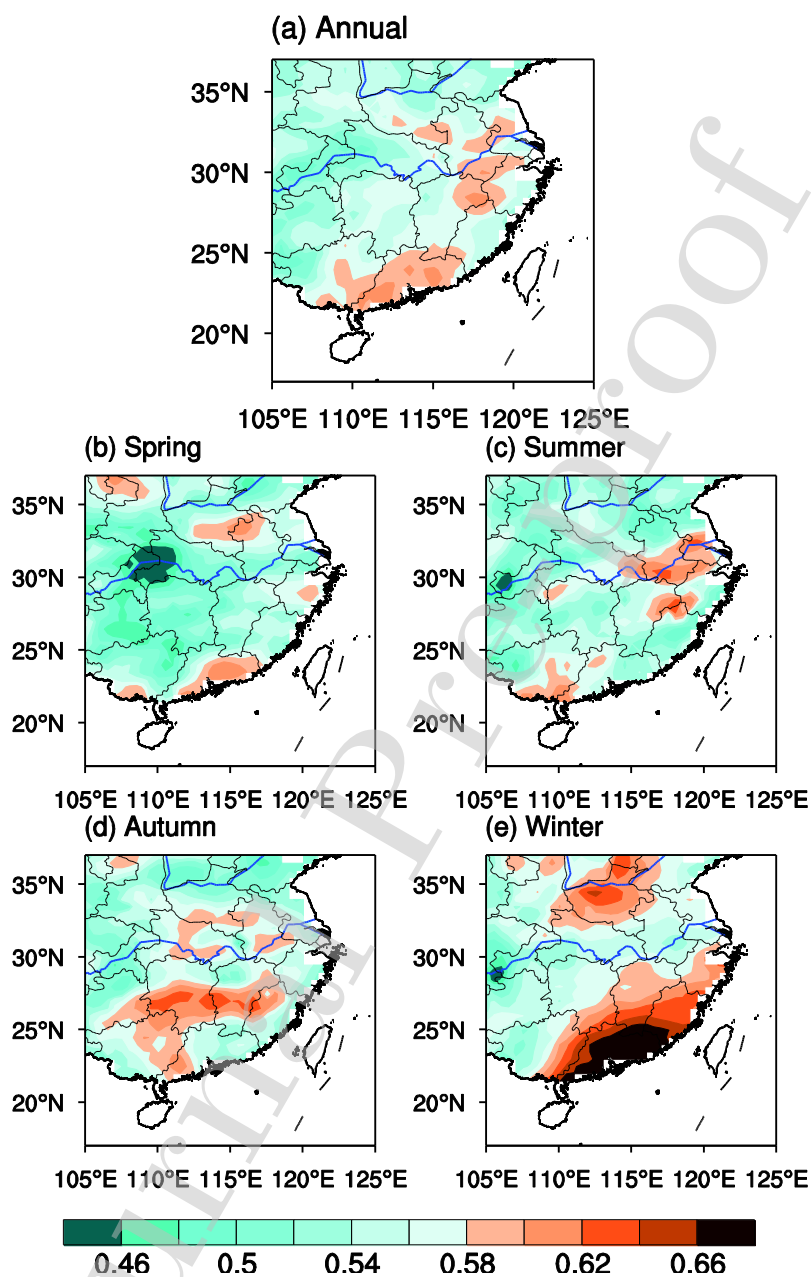 (a) Annual
35°N
30°N
25°N
20°N
105°E 110°E 115°E 120°E 125°E
(b) Spring
(c) Summer
35°N
30°N
25°N
20°N
35°N
30°N
25°N
20°N
105°E 110°E 115°E 120°E 125°E
105°E 110°E 115°E 120°E 125°E
(d) Autumn
(e) Winter
35°N
30°N
25°N
20°N
35°N
30°N
25°N
20°N
105°E 110°E 115°E 120°E 125°E
105°E 110°E 115°E 120°E 125°E
0.46 0.5 0.54 0.58 0.62 0.66
Journal Pre-proof